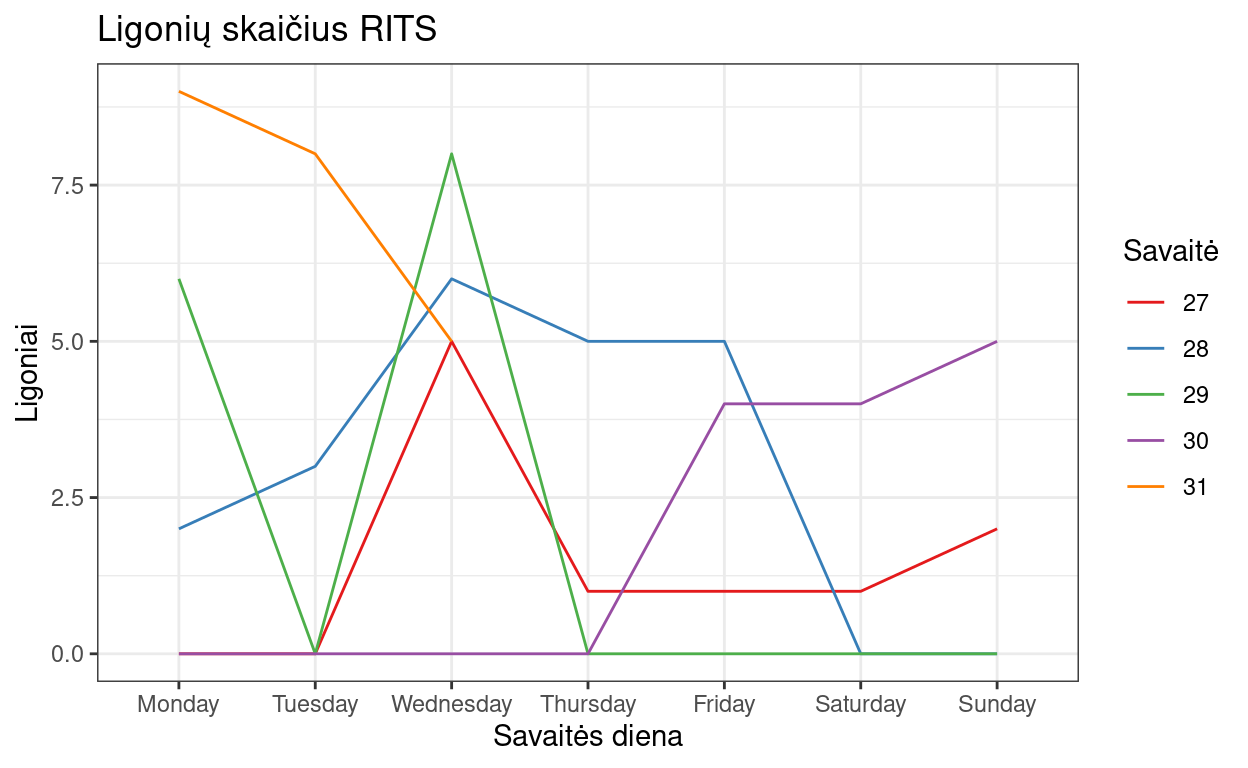 Ligonių skaičius RITS
Ligoniai
7.5
5.0
2.5
0.0
Monday Tuesday Wednesday Thursday Friday Saturday Sunday
Savaitės diena
Savaitė
27
28
29
30
31